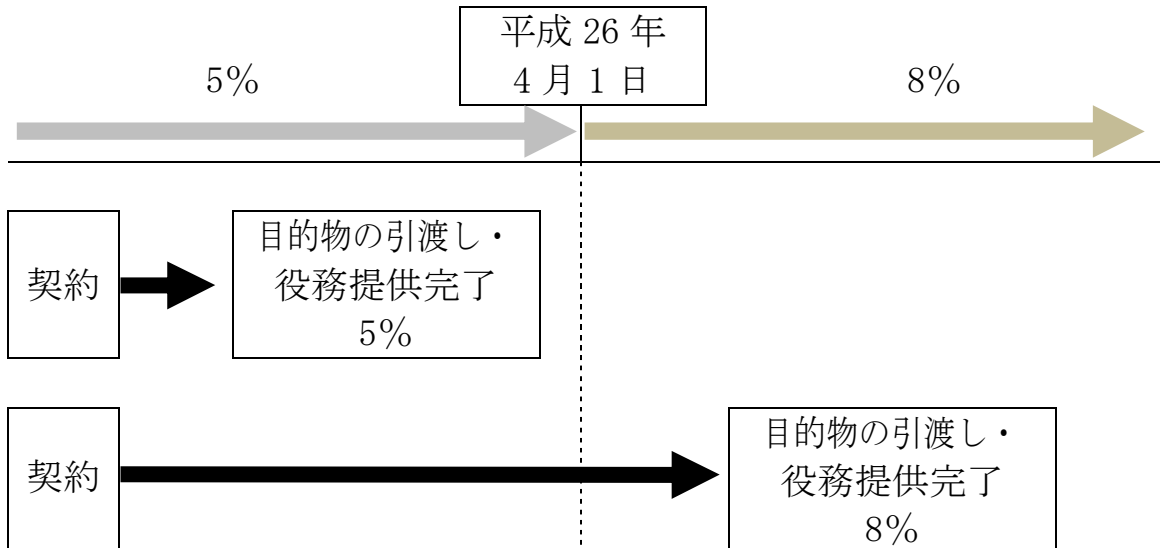 平成 26 年
4 月 1 日
5％
8％
契約
目的物の引渡し・
役務提供完了
5％
契約
目的物の引渡し・
役務提供完了
8％